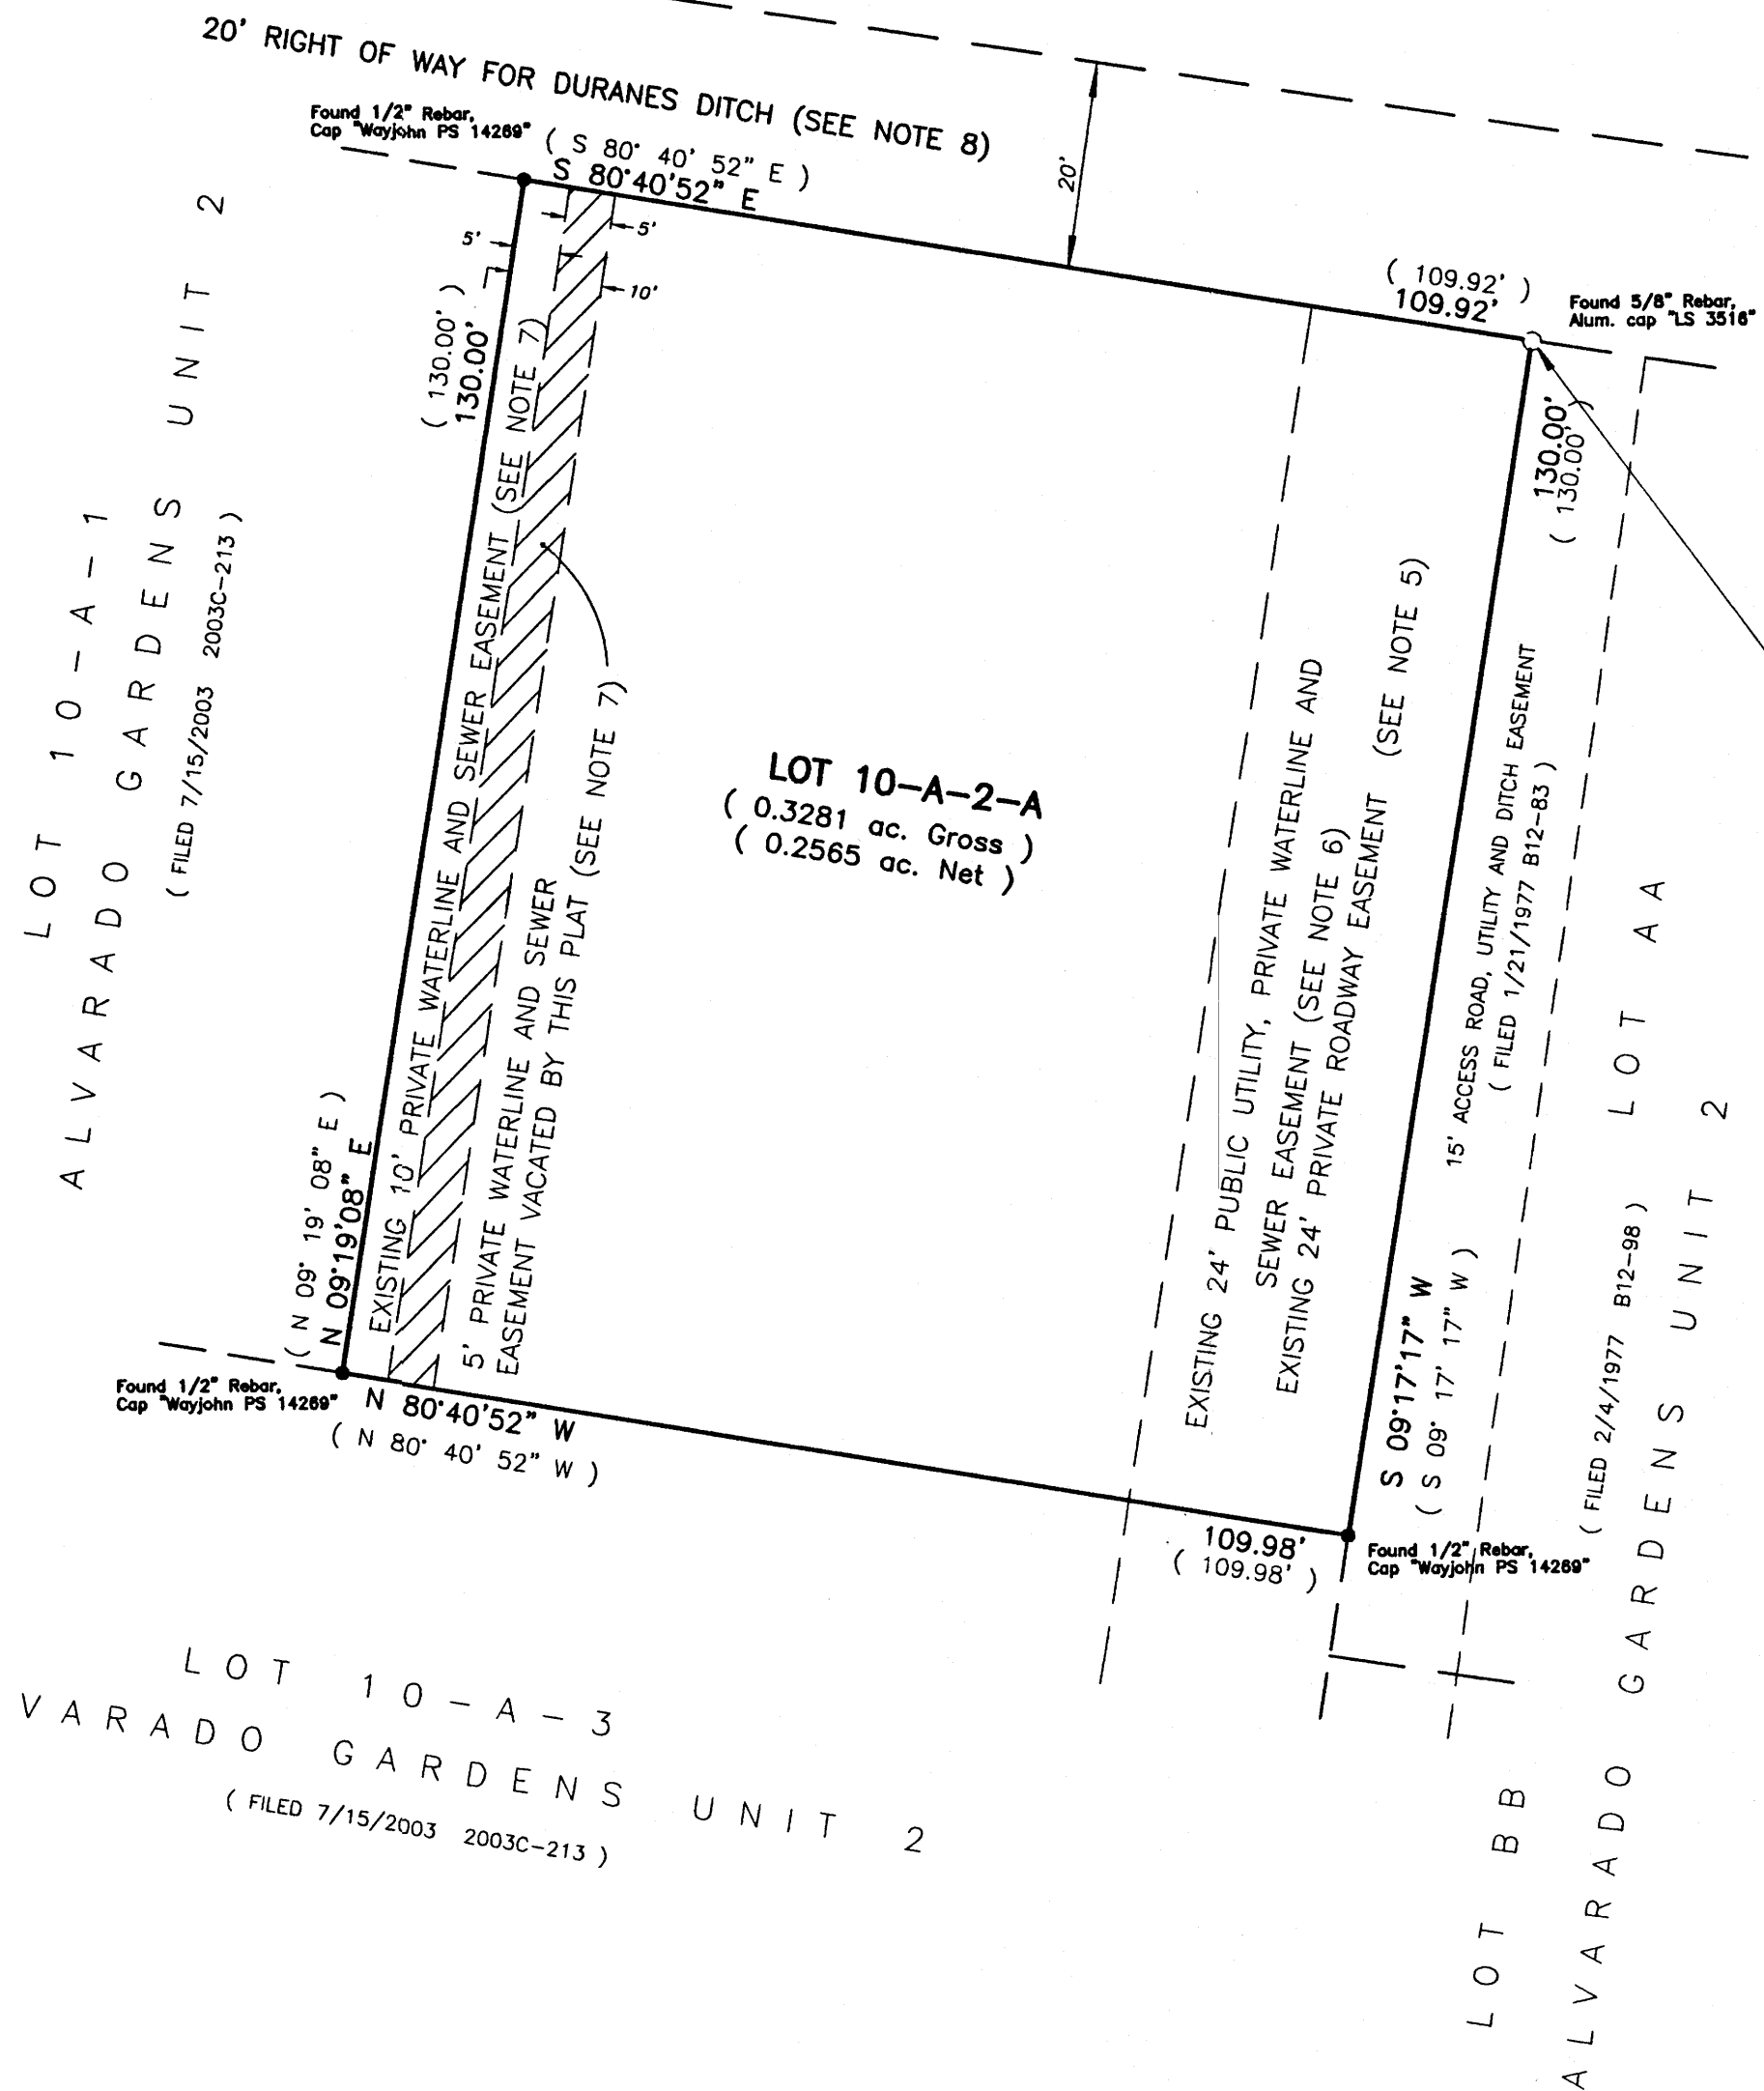 20' RIGHT OF WAY FOR DURANES DITCH (SEE NOTE 8)
Found 1/2" Rebar,
Cap "Wayjohn PS 14269"
( S 80° 40' 52" E )
S 80°40'52" E
20'
5'
5'
10'
( 109.92' )
109.92'
Found 5/8" Rebar,
Alum. cap "LS 3516"
( 130.00' )
130.00'
130.00'
( 130.00' )
LOT 10-A-1
ALVARADO GARDENS UNIT 2
( FILED 7/15/2003 2003C-213 )
EXISTING 10' PRIVATE WATERLINE AND SEWER EASEMENT (SEE NOTE 7)
5' PRIVATE WATERLINE AND SEWER
EASEMENT VACATED BY THIS PLAT (SEE NOTE 7)
LOT 10-A-2-A
( 0.3281 ac. Gross )
( 0.2565 ac. Net )
EXISTING 24' PUBLIC UTILITY, PRIVATE WATERLINE AND
SEWER EASEMENT (SEE NOTE 6)
EXISTING 24' PRIVATE ROADWAY EASEMENT (SEE NOTE 5)
15' ACCESS ROAD, UTILITY AND DITCH EASEMENT
( FILED 1/21/1977 B12-83 )
( N 09° 19' 08" E )
N 09°19'08" E
S 09°17'17" W
( S 09° 17' 17" W )
Found 1/2" Rebar,
Cap "Wayjohn PS 14269"
N 80°40'52" W
( N 80° 40' 52" W )
109.98'
( 109.98' )
Found 1/2" Rebar,
Cap "Wayjohn PS 14269"
LOT AA
( FILED 2/4/1977 B12-98 )
LOT BB
ALVARADO GARDENS UNIT 2
LOT 10-A-3
VARADO GARDENS UNIT 2
( FILED 7/15/2003 2003C-213 )